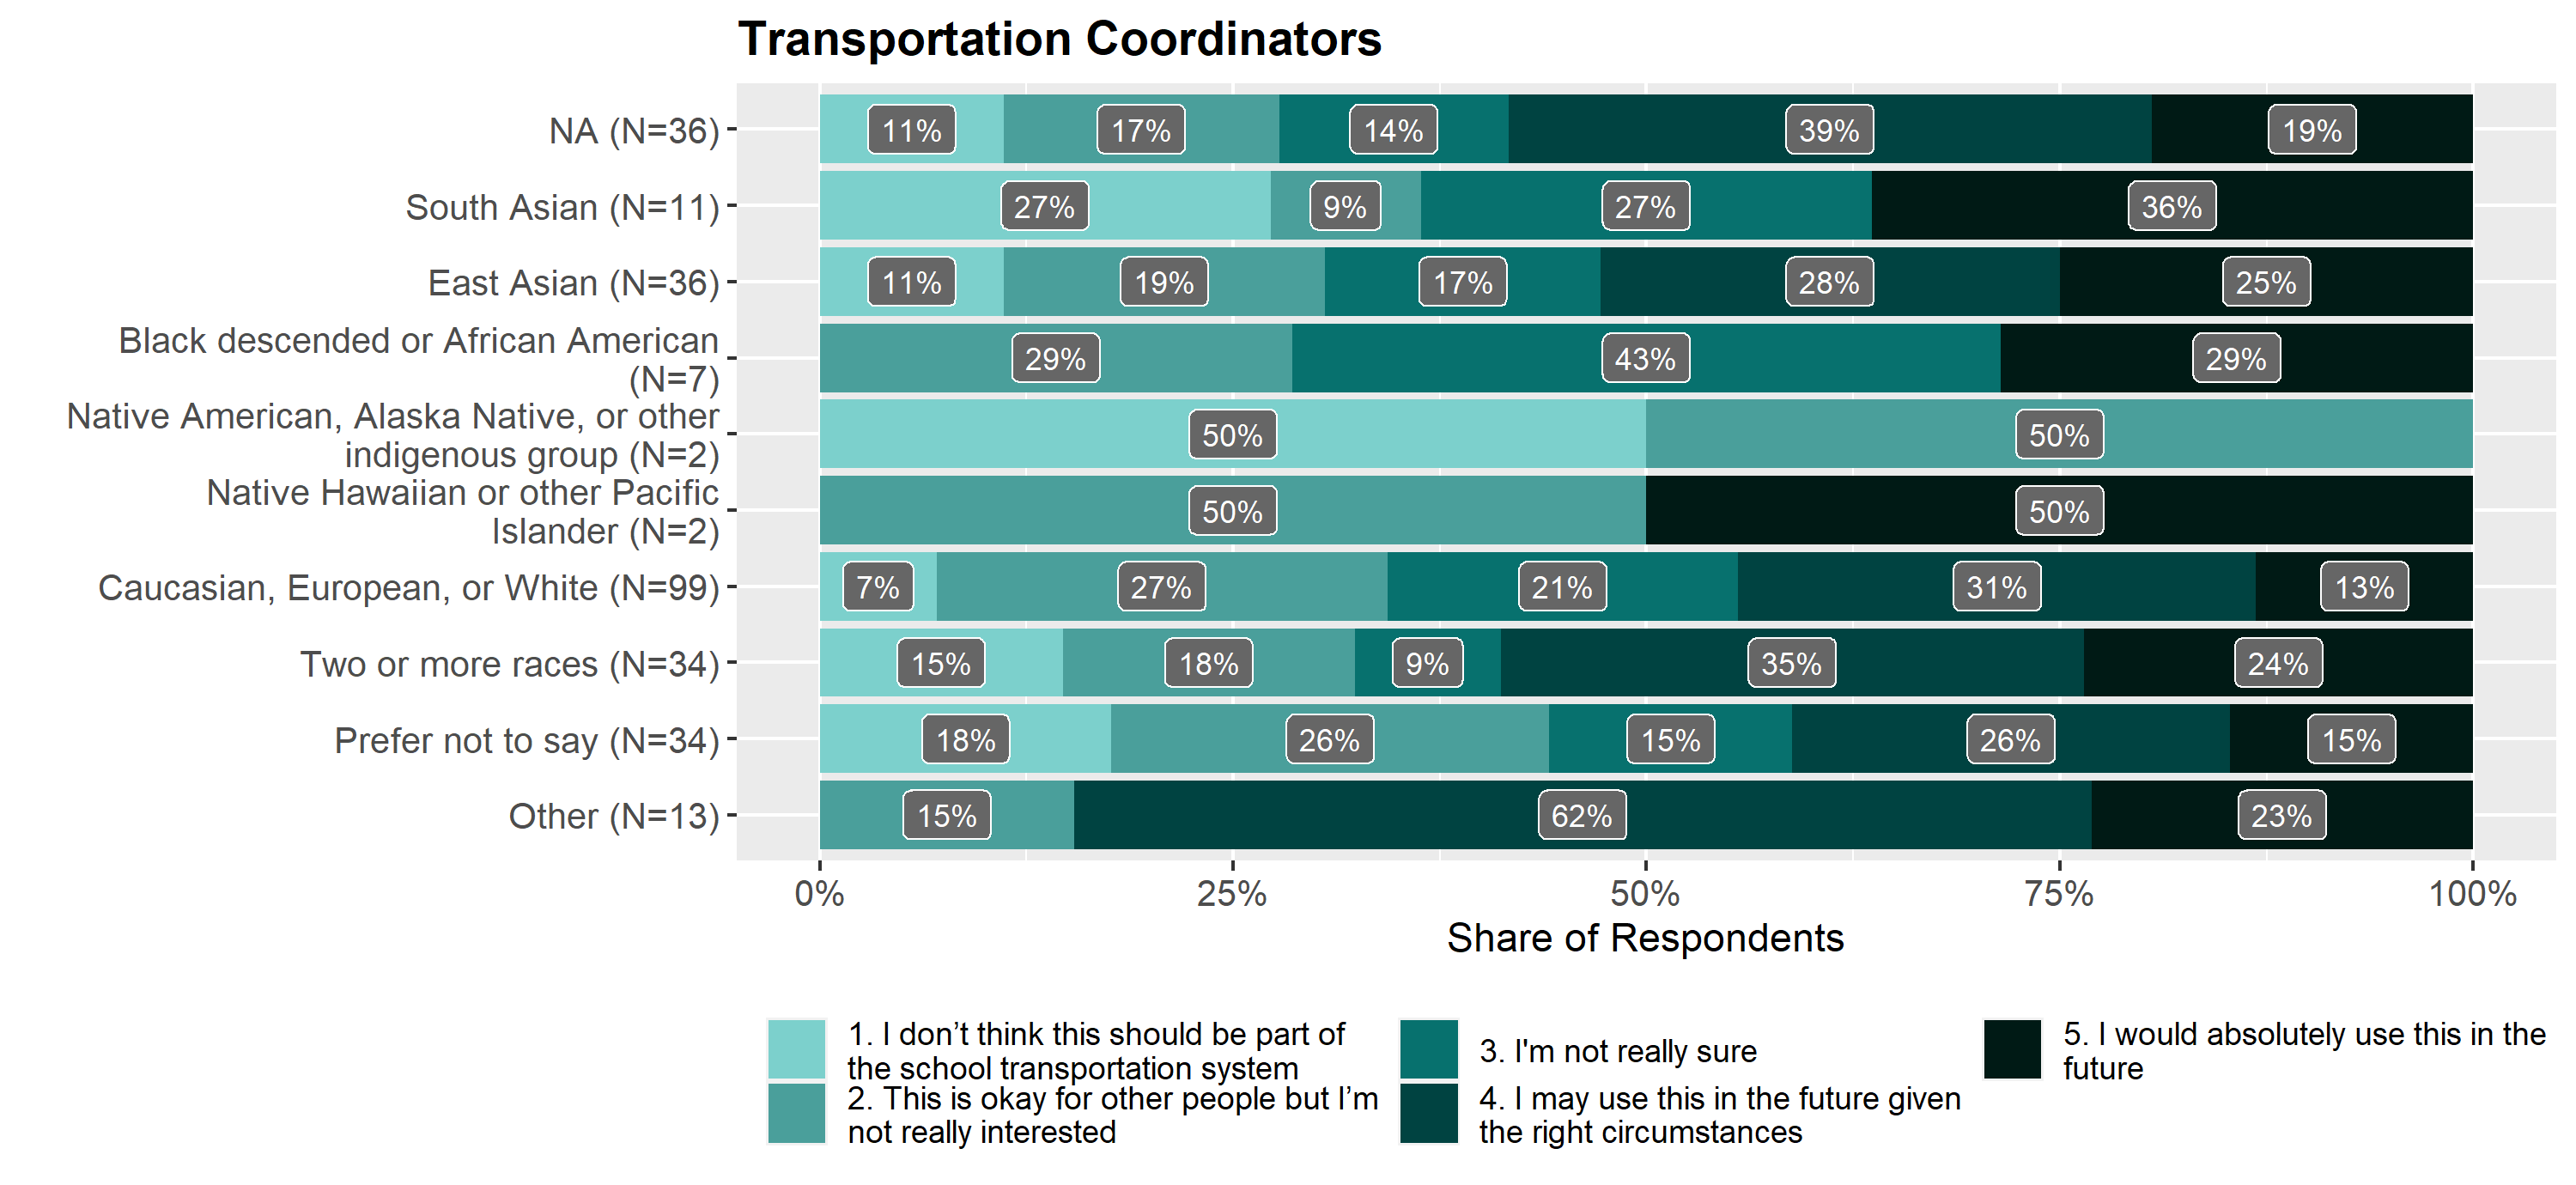 Transportation Coordinators
NA (N=36)
11%
17%
14%
39%
19%
South Asian (N=11)
27%
9%
27%
36%
East Asian (N=36)
11%
19%
17%
28%
25%
Black descended or African American
(N=7)
29%
43%
29%
Native American, Alaska Native, or other
indigenous group (N=2)
50%
50%
Native Hawaiian or other Pacific
Islander (N=2)
50%
50%
Caucasian, European, or White (N=99)
7%
27%
21%
31%
13%
Two or more races (N=34)
15%
18%
9%
35%
24%
Prefer not to say (N=34)
18%
26%
15%
26%
15%
Other (N=13)
15%
62%
23%
0%
25%
50%
75%
100%
Share of Respondents
1. I don’t think this should be part of
the school transportation system
2. This is okay for other people but I’m
not really interested
3. I'm not really sure
4. I may use this in the future given
the right circumstances
5. I would absolutely use this in the
future